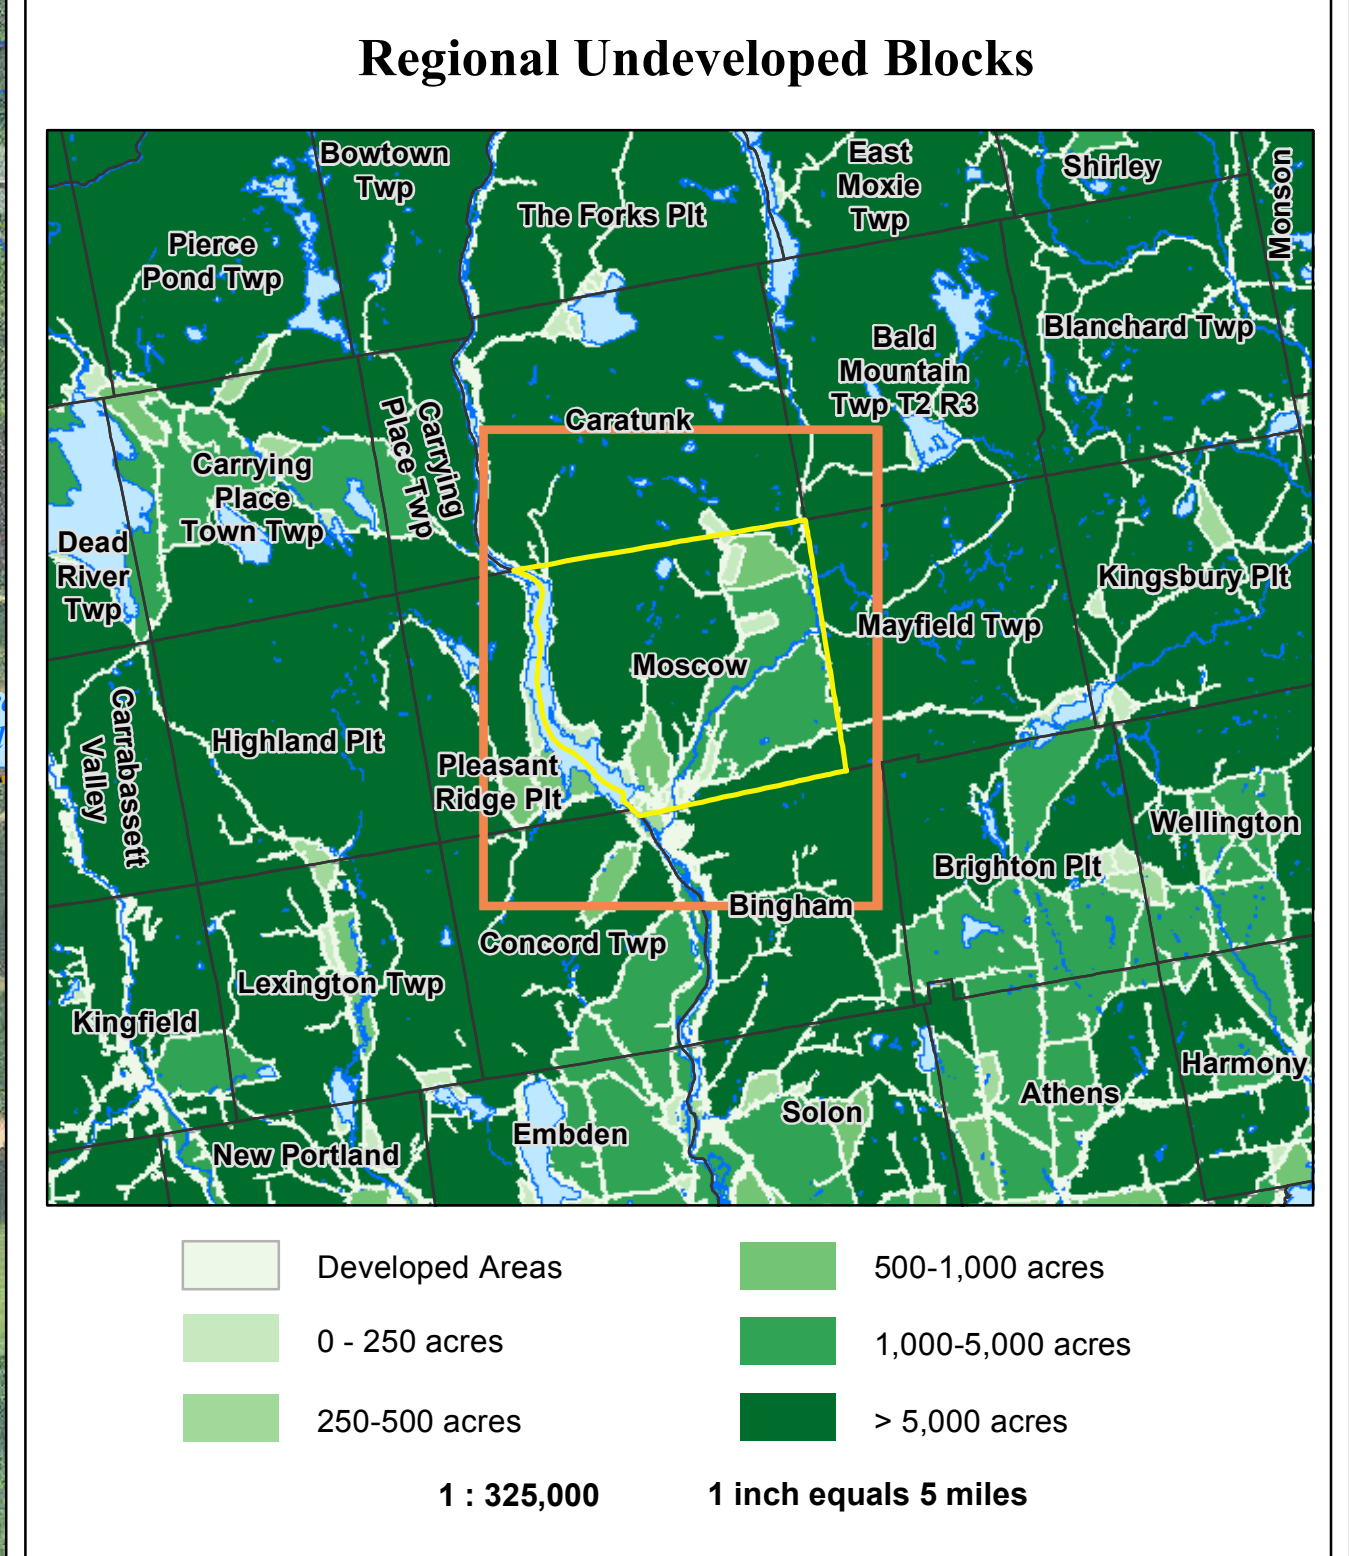 Regional Undeveloped Blocks
Bowtown
Twp
East
Moxie
Twp
Shirley
Monson
The Forks Plt
Pierce
Pond Twp
Blanchard Twp
Bald
Mountain
Twp T2 R3
Caratunk
Carrying
Place Twp
Carrying
Place
Town Twp
Dead
River
Twp
Kingsbury Plt
Mayfield Twp
Moscow
Carrabassett
Valley
Highland Plt
Pleasant
Ridge Plt
Wellington
Brighton Plt
Bingham
Concord Twp
Lexington Twp
Kingfield
Harmony
Athens
Solon
Embden
New Portland
Developed Areas
0 - 250 acres
250-500 acres
500-1,000 acres
1,000-5,000 acres
> 5,000 acres
1 : 325,000
1 inch equals 5 miles